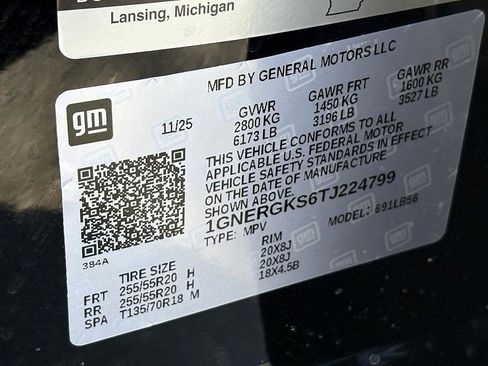 Lansing, Michigan
gm
MFD BY GENERAL MOTORS LLC
11/25
GVWR GAWR FRT GAWR RR
2800 KG 1450 KG 1600 KG
6173 LB 3196 LB 3527 LB
THIS VEHICLE CONFORMS TO ALL
APPLICABLE U.S. FEDERAL MOTOR
VEHICLE SAFETY STANDARDS IN EFFECT
ON THE DATE OF MANUFACTURE
SHOWN ABOVE.
1GNERGKS6TJ224799
TYPE: MPV MODEL: 691LB56
384A
TIRE SIZE RIM
FRT 255/55R20 H 20X8J
RR 255/55R20 H 20X8J
SPA T135/70R18 M 18X4.5B